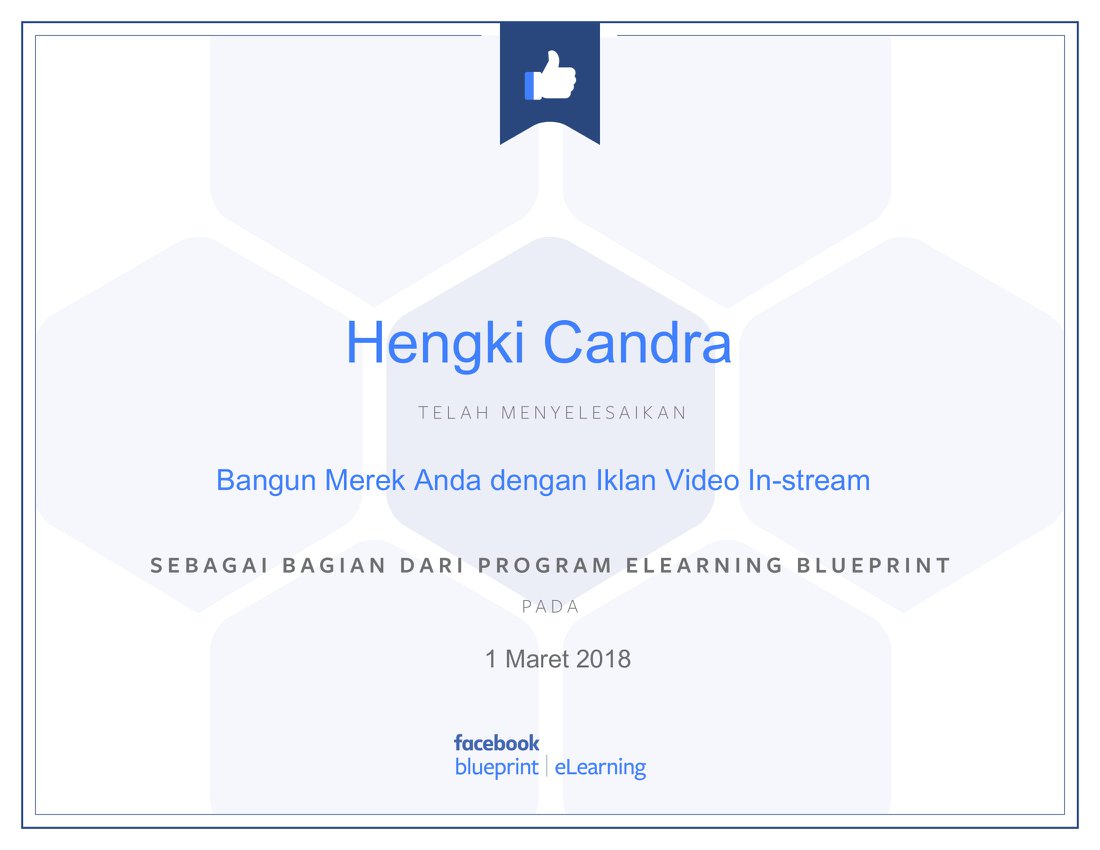 Hengki Candra
TELAH MENYELESAIKAN
Bangun Merek Anda dengan Iklan Video In-stream
SEBAGAI BAGIAN DARI PROGRAM ELEARNING BLUEPRINT
PADA
1 Maret 2018
facebook
blueprint | eLearning